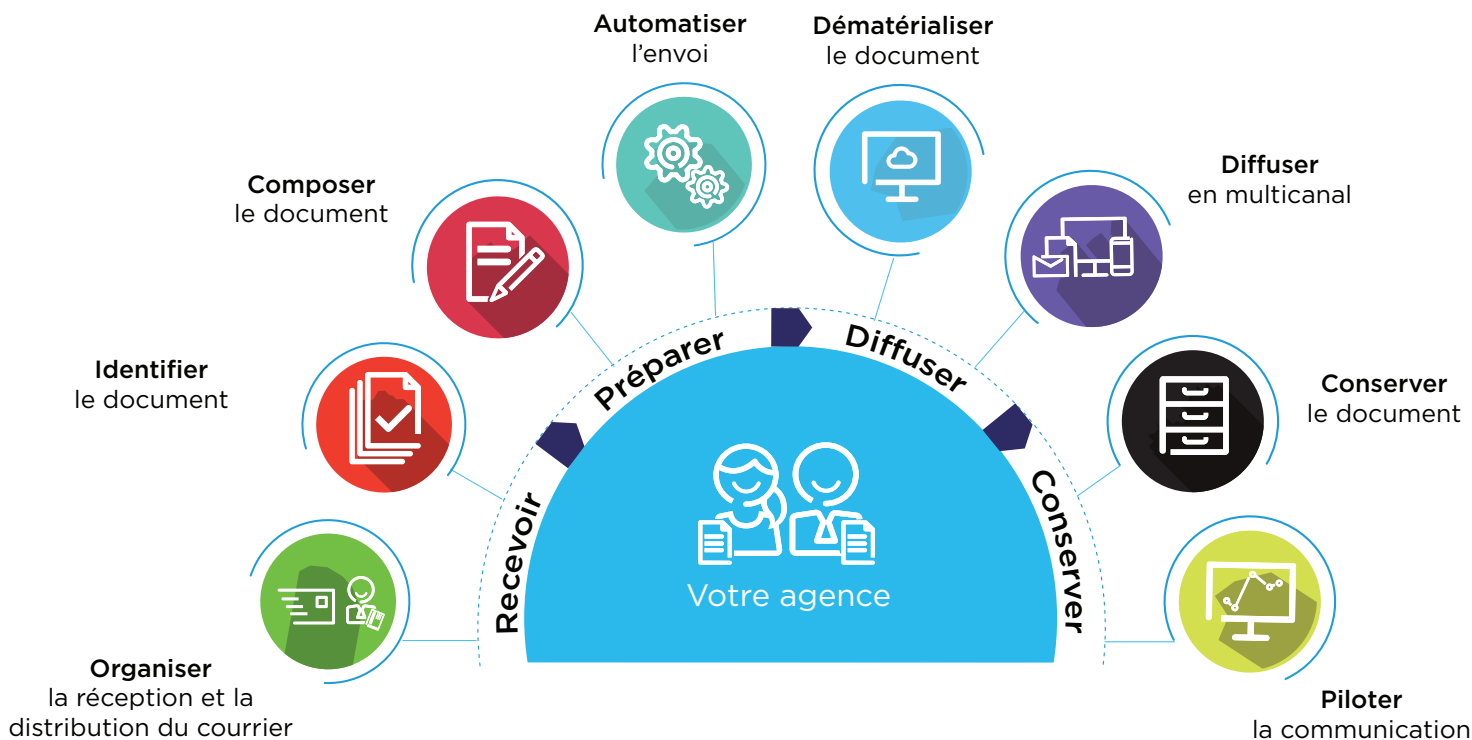 Automatiser
l'envoi
Dématérialiser
le document
Composer
le document
Diffuser
en multicanal
Identifier
le document
Conserver
le document
Organiser
la réception et la
distribution du courrier
Piloter
la communication
Recevoir
Préparer
Diffuser
Conserver
Votre agence